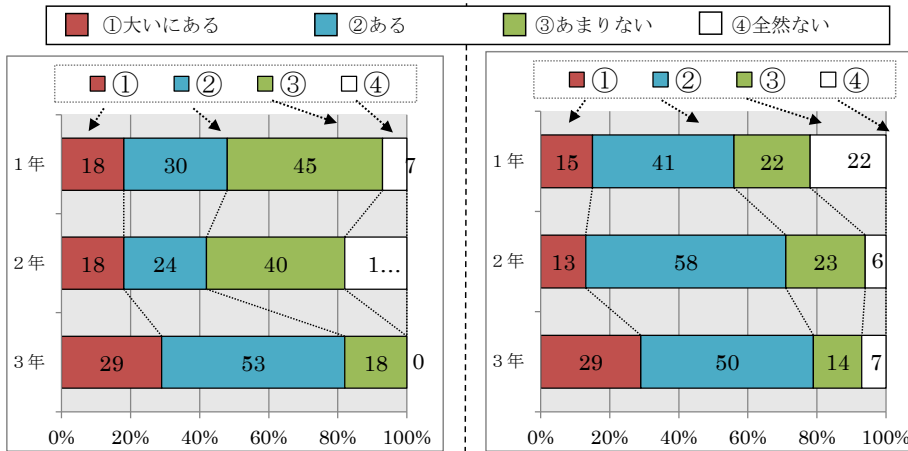 ①大いにある ②ある ③あまりない ④全然ない
① ② ③ ④
1年 18 30 45 7
2年 18 24 40 1...
3年 29 53 18 0
0% 20% 40% 60% 80% 100%
① ② ③ ④
1年 15 41 22 22
2年 13 58 23 6
3年 29 50 14 7
0% 20% 40% 60% 80% 100%